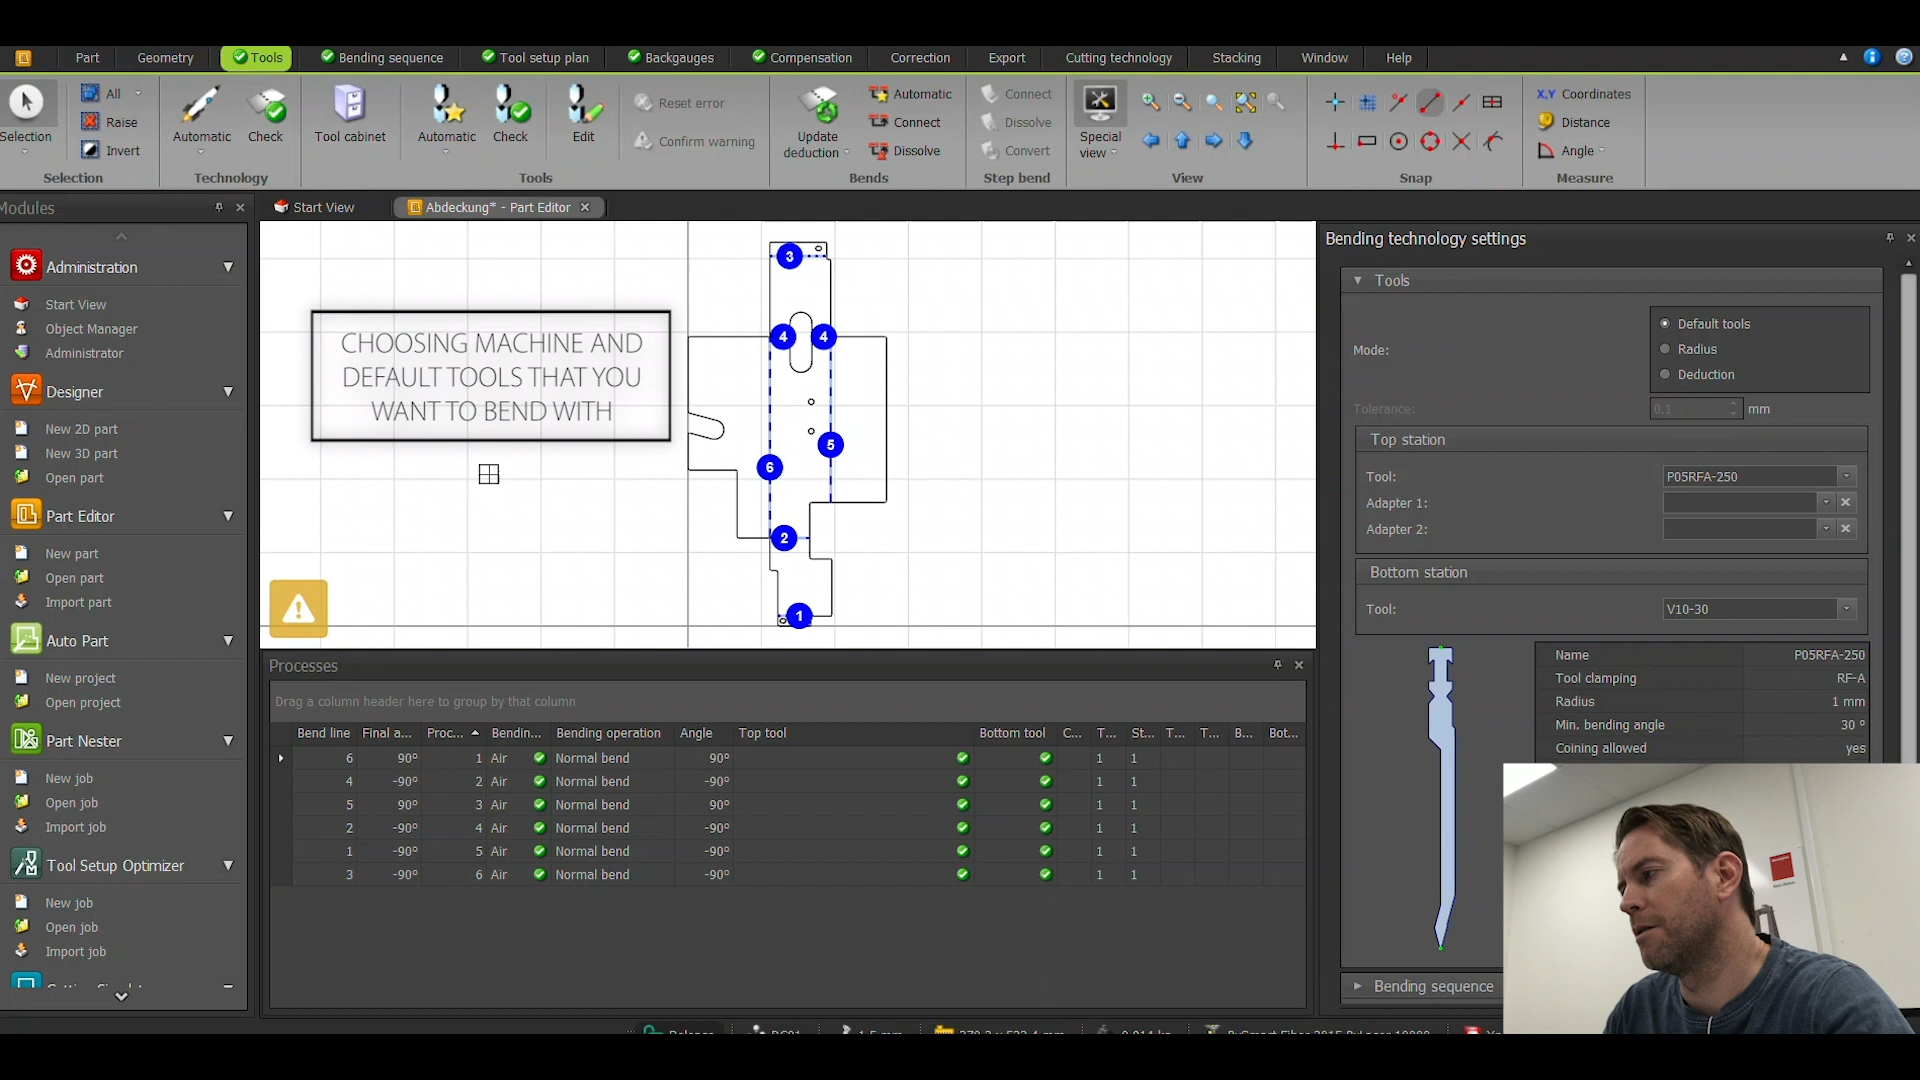 Part
Geometry
Tools
Bending sequence
Tool setup plan
Backgauges
Compensation
Correction
Export
Cutting technology
Stacking
Window
Help
Selection
All
Raise
Invert
Automatic
Check
Tool cabinet
Automatic
Check
Edit
Reset error
Confirm warning
Update deduction
Automatic
Connect
Dissolve
Connect
Dissolve
Convert
Special view
X,Y Coordinates
Distance
Angle
Selection
Technology
Tools
Bends
Step bend
View
Snap
Measure
Modules
Start View
Abdeckung* - Part Editor
Administration
Start View
Object Manager
Administrator
Designer
New 2D part
New 3D part
Open part
Part Editor
New part
Open part
Import part
Auto Part
New project
Open project
Part Nester
New job
Open job
Import job
Tool Setup Optimizer
New job
Open job
Import job
CHOOSING MACHINE AND
DEFAULT TOOLS THAT YOU
WANT TO BEND WITH
3
4 4
5
6
2
1
Processes
Drag a column header here to group by that column
Bend line Final a... Proc... Bendin... Bending operation Angle Top tool Bottom tool C... T... St... T... T... B... Bot...
6 90° 1 Air Normal bend 90° 1 1
4 -90° 2 Air Normal bend -90° 1 1
5 90° 3 Air Normal bend 90° 1 1
2 -90° 4 Air Normal bend -90° 1 1
1 -90° 5 Air Normal bend -90° 1 1
3 -90° 6 Air Normal bend -90° 1 1
Bending technology settings
Tools
Mode:
Default tools
Radius
Deduction
Tolerance: 0.1 mm
Top station
Tool: P05RFA-250
Adapter 1:
Adapter 2:
Bottom station
Tool: V10-30
Name P05RFA-250
Tool clamping RF-A
Radius 1 mm
Min. bending angle 30 °
Coining allowed yes
Bending sequence